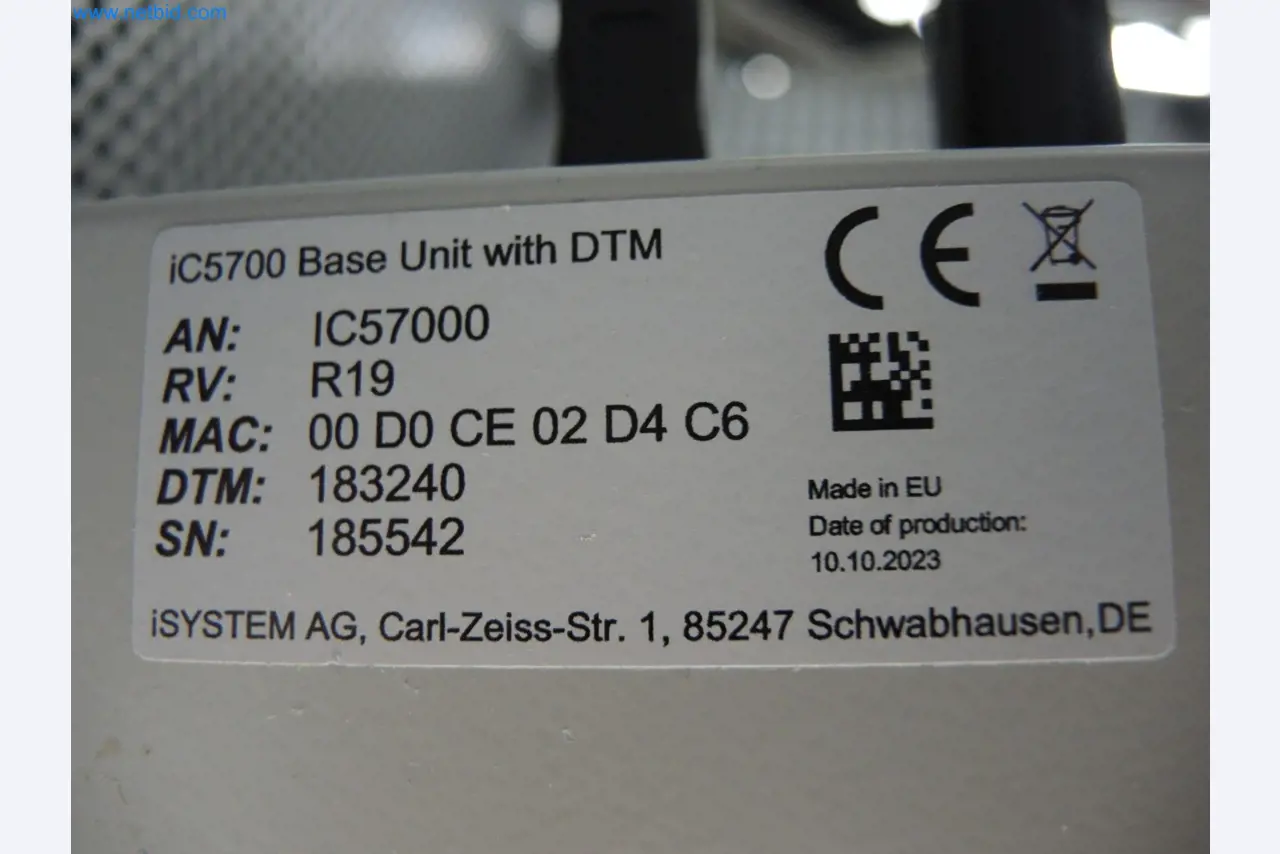 www.netbid.com
iC5700 Base Unit with DTM
AN: IC57000
RV: R19
MAC: 00 D0 CE 02 D4 C6
DTM: 183240
SN: 185542
CE
Made in EU
Date of production:
10.10.2023
iSYSTEM AG, Carl-Zeiss-Str. 1, 85247 Schwabhausen,DE